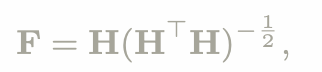 F = H(H⊤H)^{-1/2},